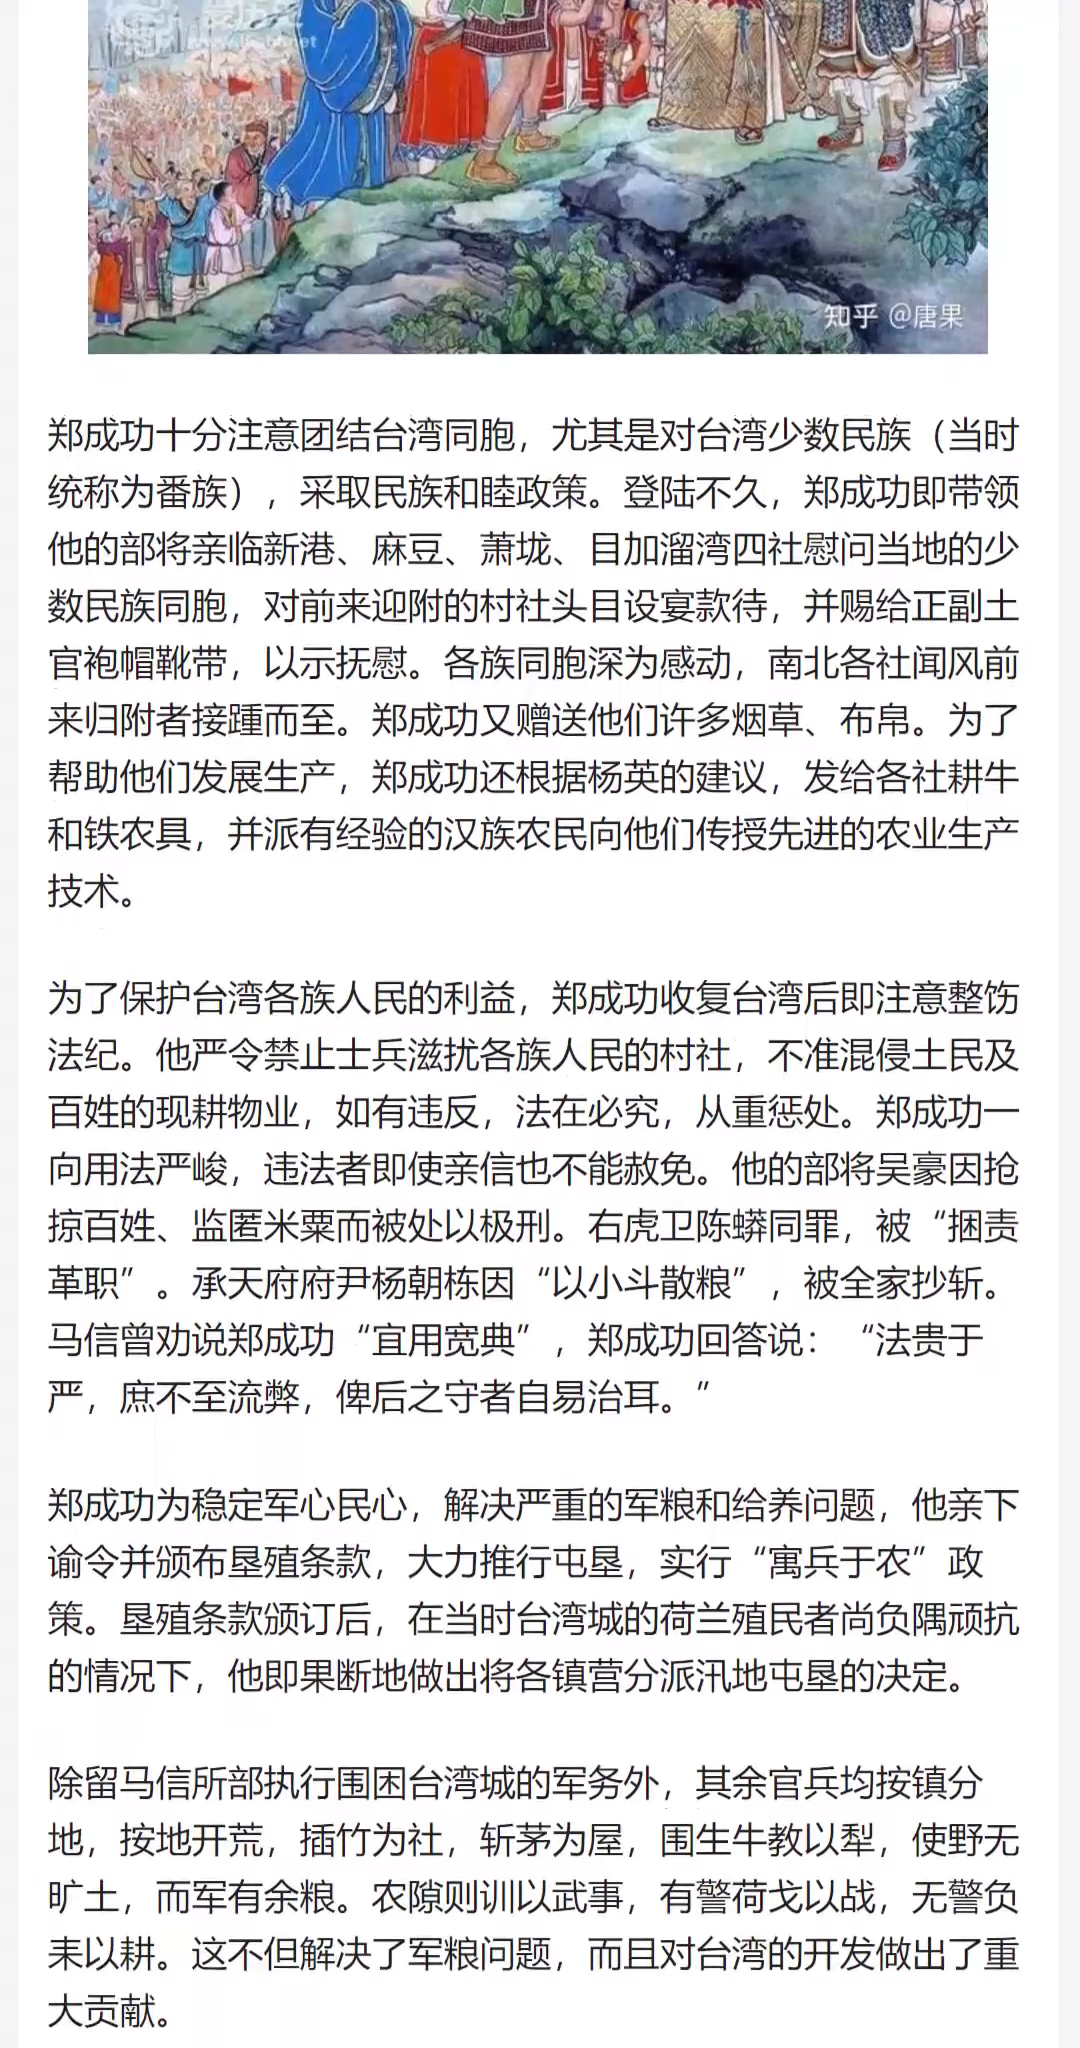 知乎 @唐果
郑成功十分注意团结台湾同胞，尤其是对台湾少数民族（当时
统称为番族），采取民族和睦政策。登陆不久，郑成功即带领
他的部将亲临新港、麻豆、萧垅、目加溜湾四社慰问当地的少
数民族同胞，对前来迎附的村社头目设宴款待，并赐给正副土
官袍帽靴带，以示抚慰。各族同胞深为感动，南北各社闻风前
来归附者接踵而至。郑成功又赠送他们许多烟草、布帛。为了
帮助他们发展生产，郑成功还根据杨英的建议，发给各社耕牛
和铁农具，并派有经验的汉族农民向他们传授先进的农业生产
技术。
为了保护台湾各族人民的利益，郑成功收复台湾后即注意整饬
法纪。他严令禁止士兵滋扰各族人民的村社，不准混侵土民及
百姓的现耕物业，如有违反，法在必究，从重惩处。郑成功一
向用法严峻，违法者即使亲信也不能赦免。他的部将吴豪因抢
掠百姓、监匿米粟而被处以极刑。右虎卫陈蟒同罪，被“捆责
革职”。承天府府尹杨朝栋因“以小斗散粮”，被全家抄斩。
马信曾劝说郑成功“宜用宽典”，郑成功回答说：“法贵于
严，庶不至流弊，俾后之守者自易治耳。”
郑成功为稳定军心民心，解决严重的军粮和给养问题，他亲下
谕令并颁布垦殖条款，大力推行屯垦，实行“寓兵于农”政
策。垦殖条款颁订后，在当时台湾城的荷兰殖民者尚负隅顽抗
的情况下，他即果断地做出将各镇营分派汛地屯垦的决定。
除留马信所部执行围困台湾城的军务外，其余官兵均按镇分
地，按地开荒，插竹为社，斩茅为屋，围生牛教以犁，使野无
旷土，而军有余粮。农隙则训以武事，有警荷戈以战，无警负
耒以耕。这不但解决了军粮问题，而且对台湾的开发做出了重
大贡献。